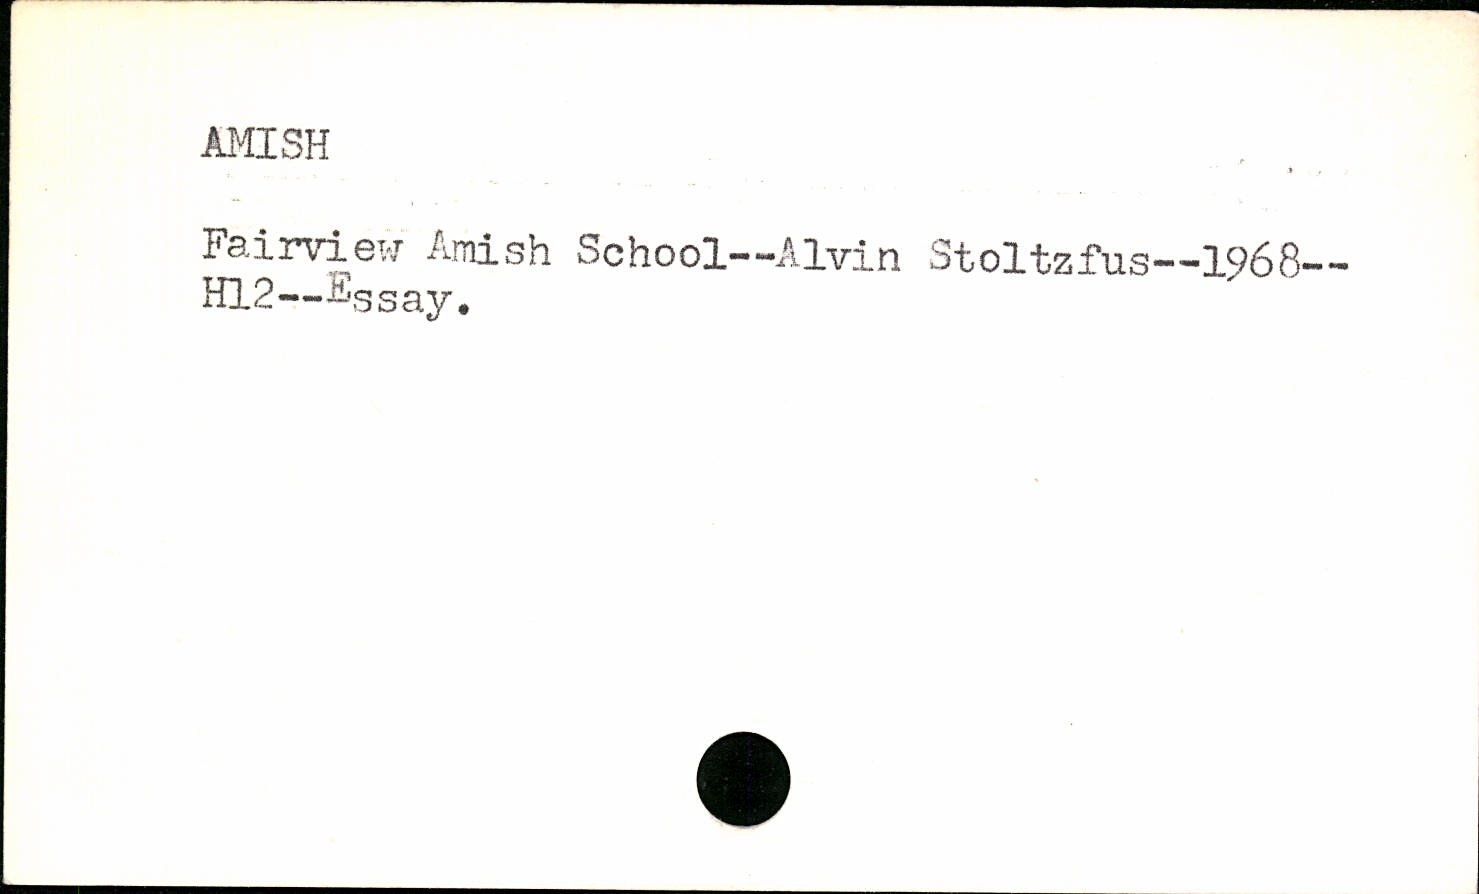 AMISH
Fairview Amish School--Alvin Stoltzfus--1968--
H12--Essay.